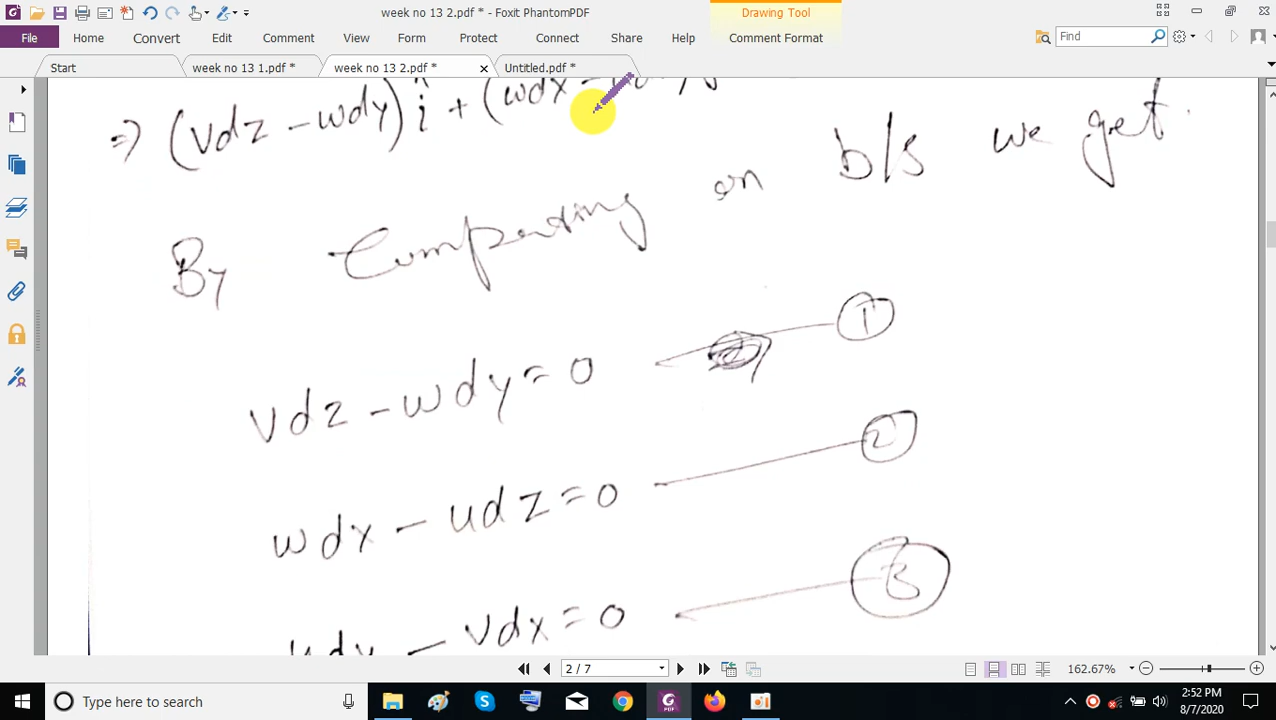 week no 13 2.pdf * - Foxit PhantomPDF
Drawing Tool
File Home Convert Edit Comment View Form Protect Connect Share Help Comment Format Find
Start week no 13 1.pdf * week no 13 2.pdf * Untitled.pdf *
=> (vdz - wdy) i + (wdx -
By Comparing on b/s we get.
vdz - wdy = 0 1
wdx - udz = 0 2
- vdx = 0 3
2 / 7 162.67%
Type here to search
2:52 PM
8/7/2020